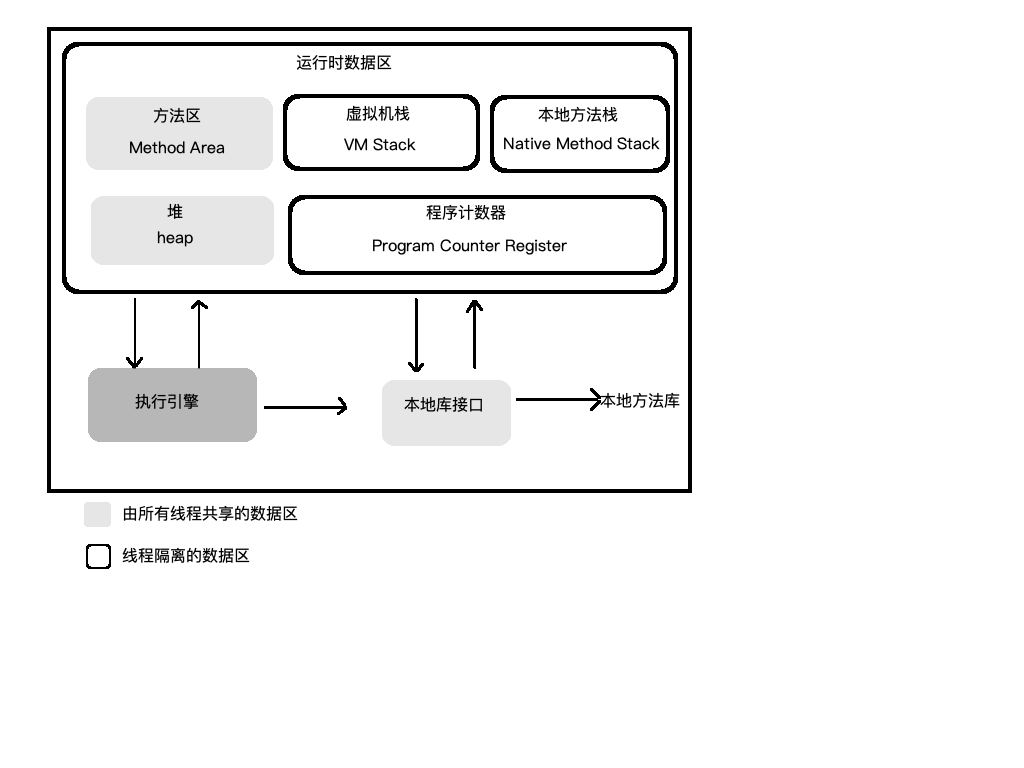 运行时数据区
方法区
Method Area
虚拟机栈
VM Stack
本地方法栈
Native Method Stack
堆
heap
程序计数器
Program Counter Register
执行引擎
本地库接口
本地方法库
由所有线程共享的数据区
线程隔离的数据区